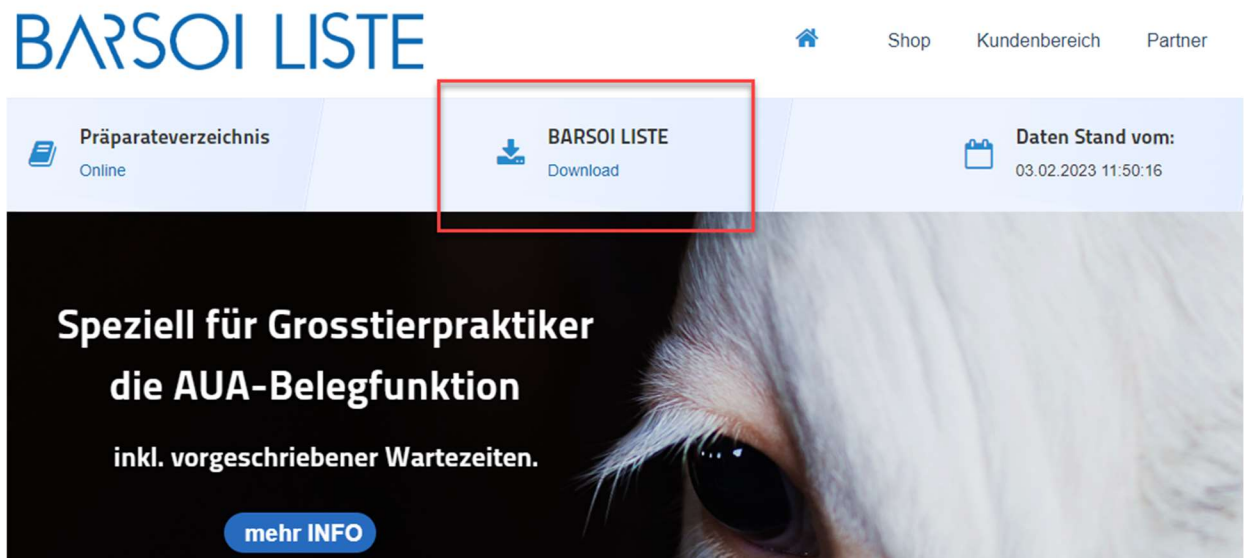 BARSOI LISTE
Shop Kundenbereich Partner
Präparateverzeichnis
Online
BARSOI LISTE
Download
Daten Stand vom:
03.02.2023 11:50:16
Speziell für Grosstierpraktiker
die AUA-Belegfunktion
inkl. vorgeschriebener Wartezeiten.
mehr INFO